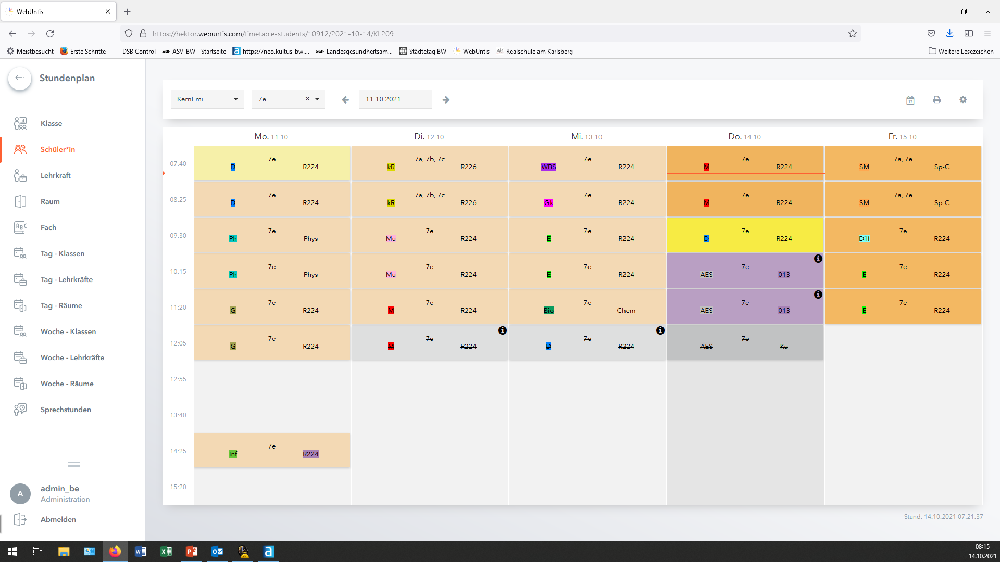 WebUntis
https://hektor.webuntis.com/timetable-students/10912/2021-10-14/KL209
Meistbesucht
Erste Schritte
DSB Control
ASV-BW - Startseite
https://neo.kultus-bw....
Landesgesundheitsam...
Städtetag BW
WebUntis
Realschule am Karlsberg
Weitere Lesezeichen
Stundenplan
Klasse
Schüler*in
Lehrkraft
Raum
Fach
Tag - Klassen
Tag - Lehrkräfte
Tag - Räume
Woche - Klassen
Woche - Lehrkräfte
Woche - Räume
Sprechstunden
A
admin_be
Administration
Abmelden
KernEmi
7e
11.10.2021
17
Mo. 11.10.
Di. 12.10.
Mi. 13.10.
Do. 14.10.
Fr. 15.10.
07:40
7e
D R224
7a, 7b, 7c
kR R226
7e
WBS R224
7e
M R224
7a, 7e
SM Sp-C
08:25
7e
D R224
7a, 7b, 7c
kR R226
7e
Gk R224
7e
M R224
7a, 7e
SM Sp-C
09:30
7e
Ph Phys
7e
Mu R224
7e
E R224
7e
D R224
7e
Diff R224
10:15
7e
Ph Phys
7e
Mu R224
7e
E R224
7e
AES 013
7e
E R224
11:20
7e
G R224
7e
M R224
7e
Bio Chem
7e
AES 013
7e
E R224
12:05
7e
G R224
7e
M R224
7e
D R224
7e
AES Kü
12:55
13:40
14:25
7e
Inf R224
15:20
Stand: 14.10.2021 07:21:37
08:15
14.10.2021